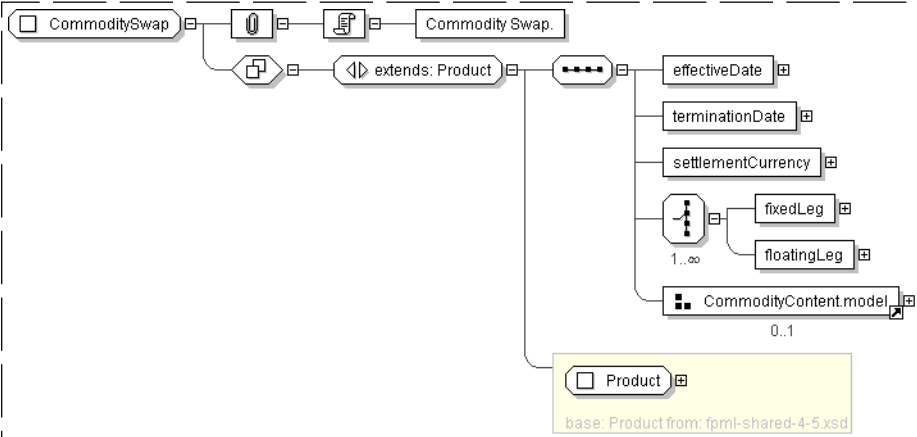 CommoditySwap
Commodity Swap.
extends: Product
effectiveDate
terminationDate
settlementCurrency
fixedLeg
1..∞
floatingLeg
CommodityContent.model
0..1
Product
base: Product from: fpml-shared-4-5.xsd